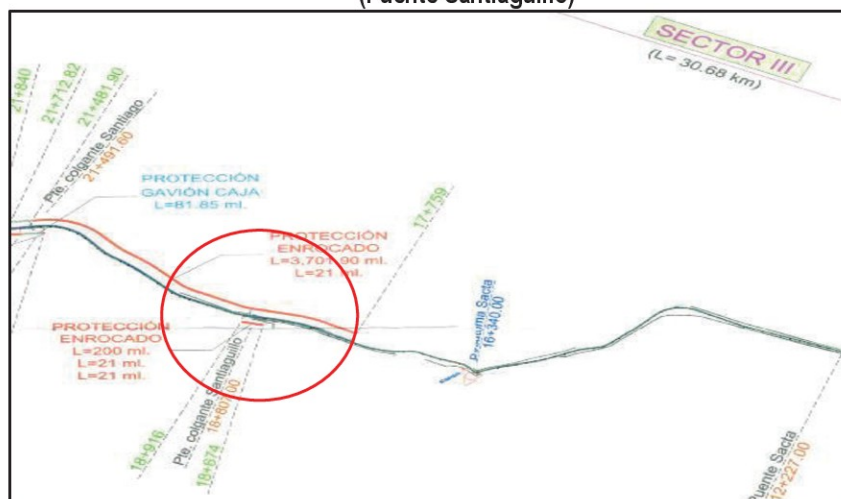 (Puente Santiaguillo)
SECTOR III
(L= 30.68 km)
21+840
21+712.82
21+481.90
Pte. colgante Santiago
21+491.60
PROTECCIÓN
GAVIÓN CAJA
L=81.85 ml.
PROTECCIÓN
ENROCADO
L=3,701.90 ml.
L=21 ml.
17+759
PROTECCIÓN
ENROCADO
L=200 ml.
L=21 ml.
L=21 ml.
18+916
Pte. colgante Santiaguillo
18+807.00
18+674
Sacta
16+340.00
Puente Sacta
12+227.00